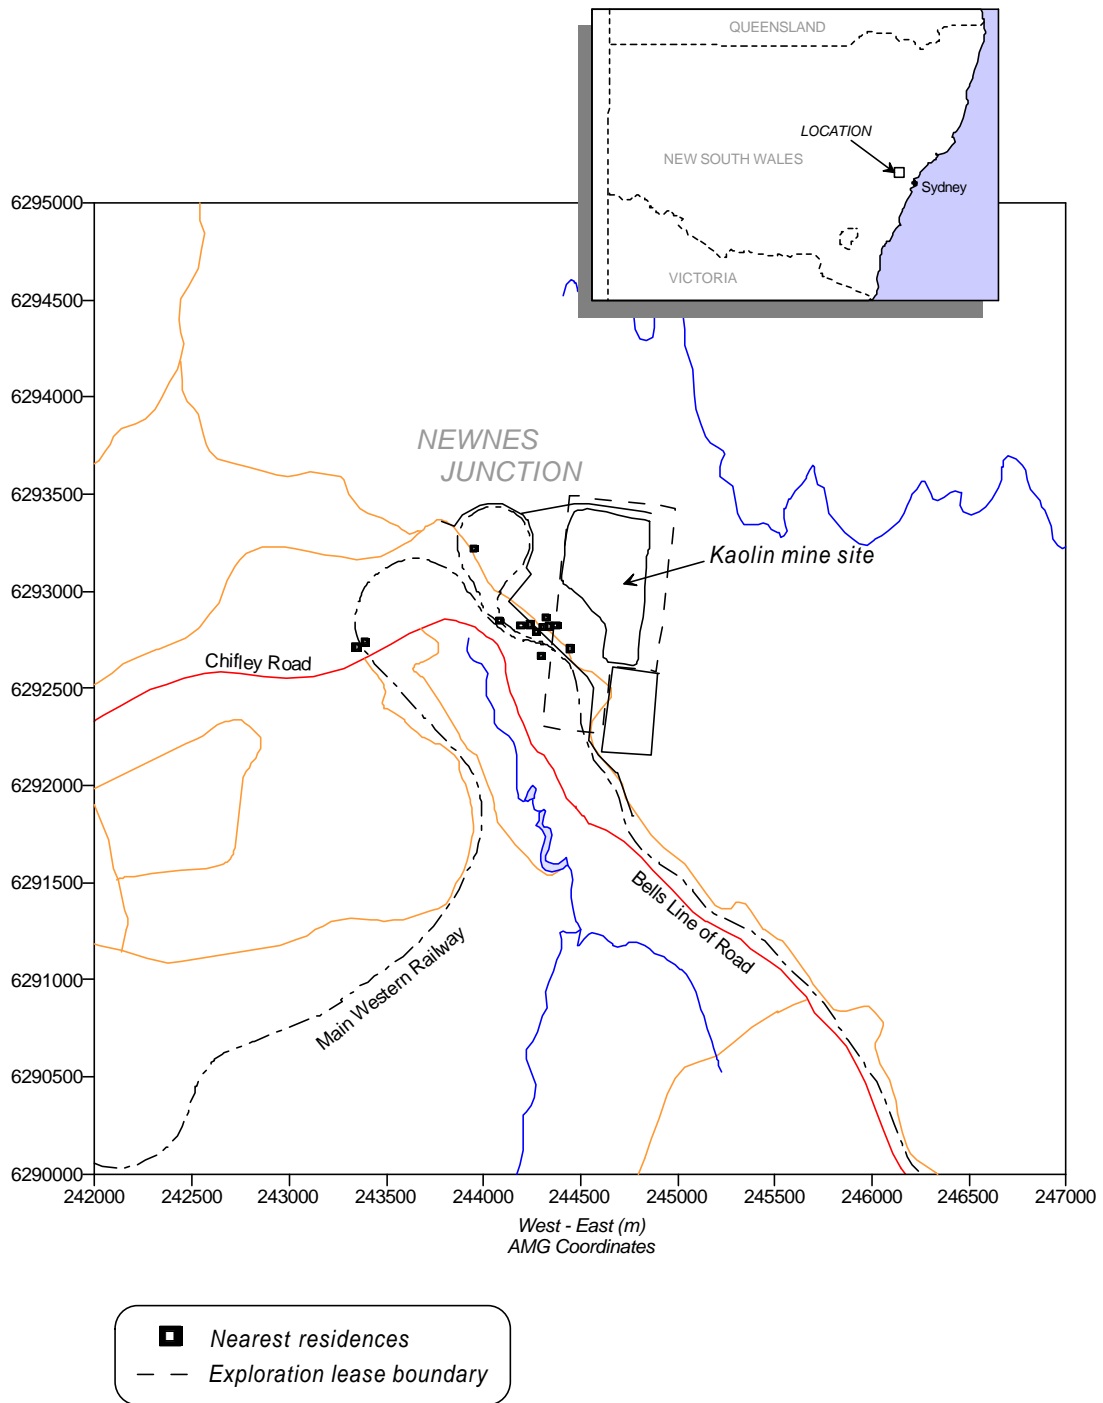 QUEENSLAND
LOCATION
NEW SOUTH WALES
Sydney
VICTORIA
6295000
6294500
6294000
6293500
6293000
6292500
6292000
6291500
6291000
6290500
6290000
NEWNES
JUNCTION
Kaolin mine site
Chifley Road
Bells Line of Road
Main Western Railway
242000 242500 243000 243500 244000 244500 245000 245500 246000 246500 247000
West - East (m)
AMG Coordinates
Nearest residences
Exploration lease boundary